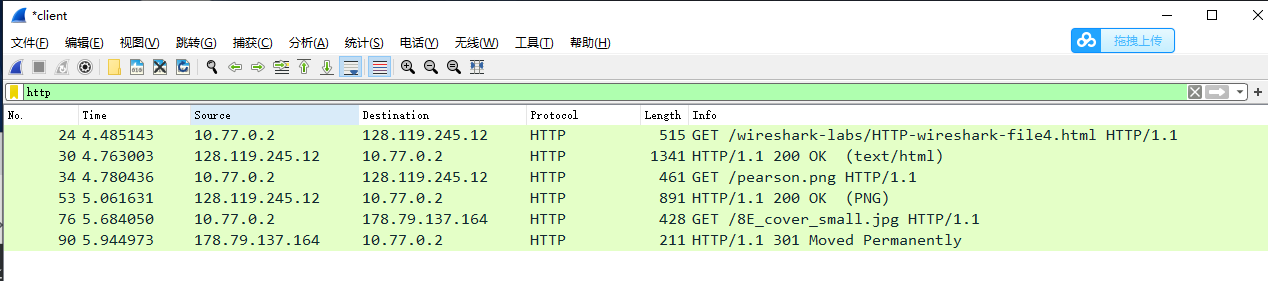 *client
文件(F) 编辑(E) 视图(V) 跳转(G) 捕获(C) 分析(A) 统计(S) 电话(Y) 无线(W) 工具(T) 帮助(H)
拖拽上传
http
No. Time Source Destination Protocol Length Info
24 4.485143 10.77.0.2 128.119.245.12 HTTP 515 GET /wireshark-labs/HTTP-wireshark-file4.html HTTP/1.1
30 4.763003 128.119.245.12 10.77.0.2 HTTP 1341 HTTP/1.1 200 OK (text/html)
34 4.780436 10.77.0.2 128.119.245.12 HTTP 461 GET /pearson.png HTTP/1.1
53 5.061631 128.119.245.12 10.77.0.2 HTTP 891 HTTP/1.1 200 OK (PNG)
76 5.684050 10.77.0.2 178.79.137.164 HTTP 428 GET /8E_cover_small.jpg HTTP/1.1
90 5.944973 178.79.137.164 10.77.0.2 HTTP 211 HTTP/1.1 301 Moved Permanently